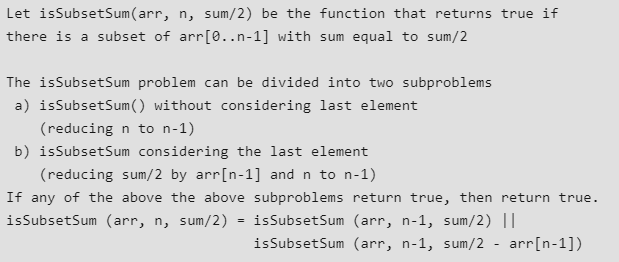 Let isSubsetSum(arr, n, sum/2) be the function that returns true if
there is a subset of arr[0..n-1] with sum equal to sum/2
The isSubsetSum problem can be divided into two subproblems
a) isSubsetSum() without considering last element
(reducing n to n-1)
b) isSubsetSum considering the last element
(reducing sum/2 by arr[n-1] and n to n-1)
If any of the above the above subproblems return true, then return true.
isSubsetSum (arr, n, sum/2) = isSubsetSum (arr, n-1, sum/2) ||
isSubsetSum (arr, n-1, sum/2 - arr[n-1])